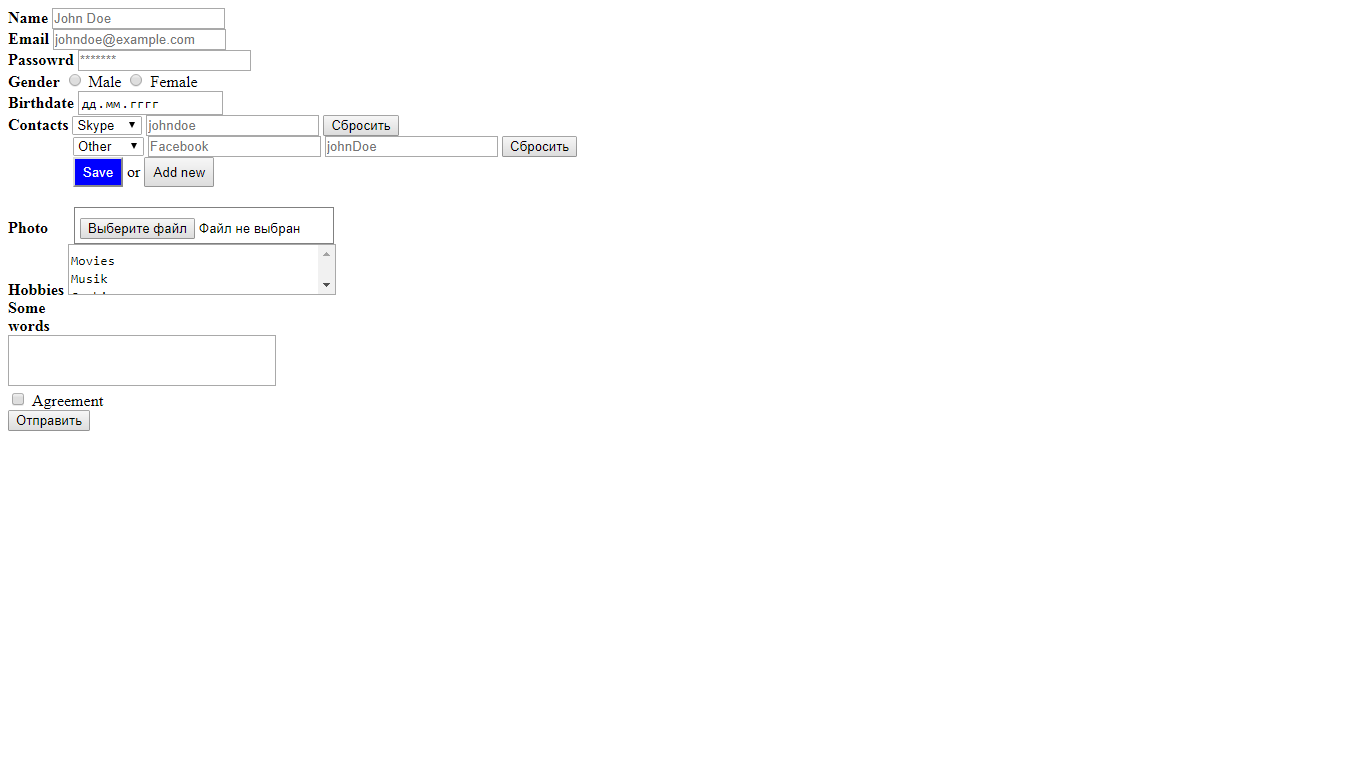 Name John Doe
Email johndoe@example.com
Passowrd *******
Gender Male Female
Birthdate дд.мм.гггг
Contacts Skype johndoe Сбросить
Other Facebook johnDoe Сбросить
Save or Add new
Photo Выберите файл Файл не выбран
Movies
Musik
Hobbies
Some
words
Agreement
Отправить